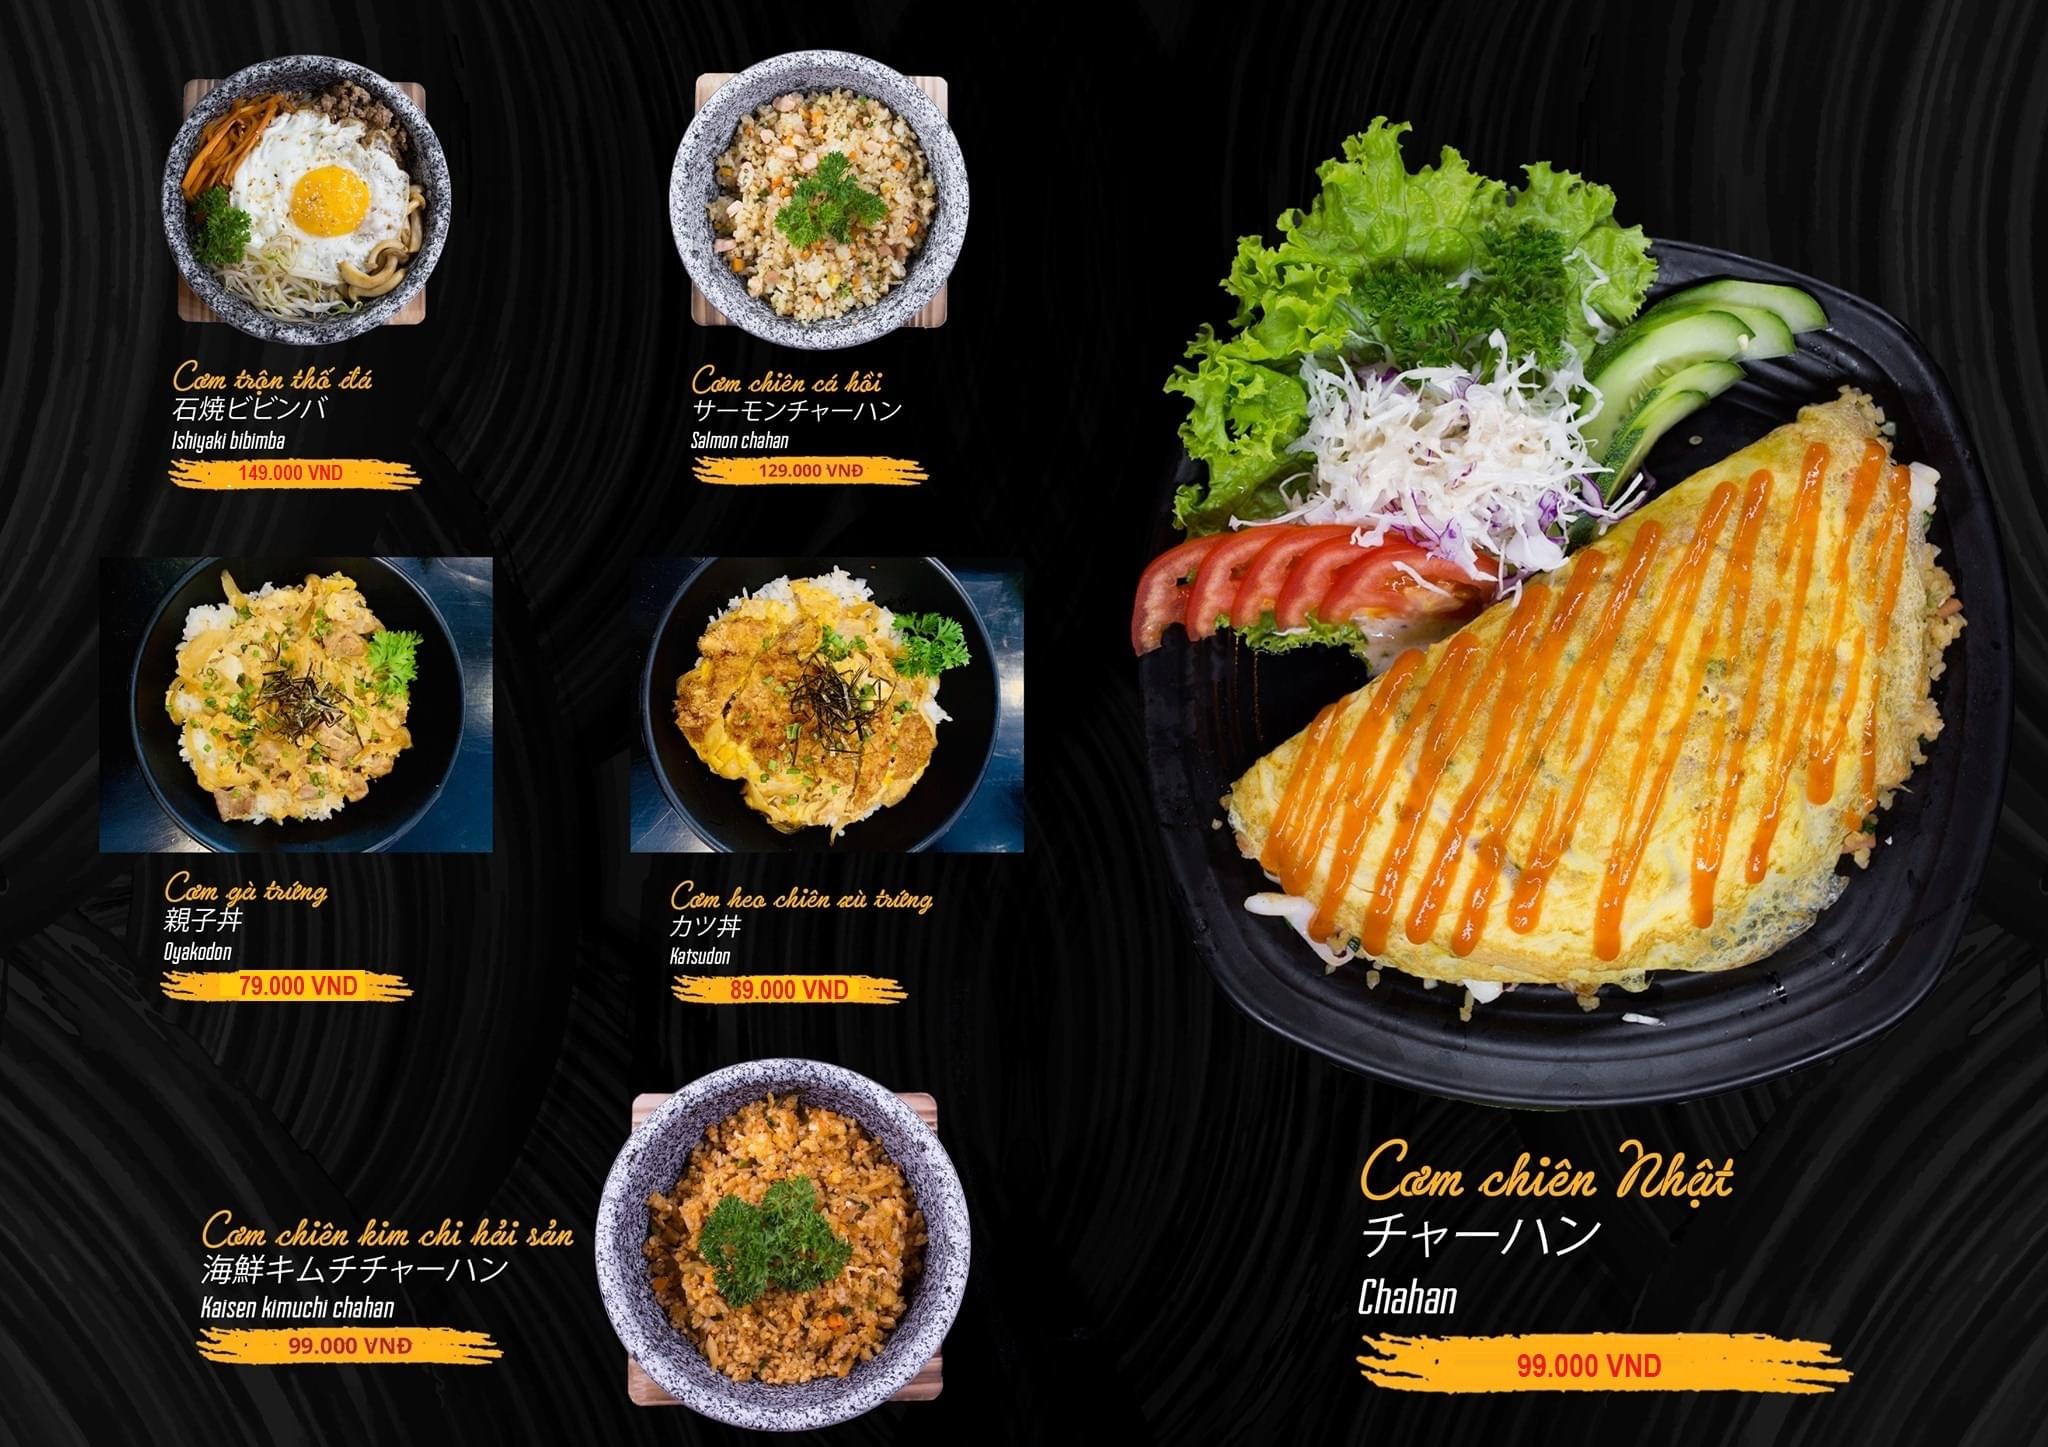 Cơm trộn thố đá
石焼ビビンバ
Ishiyaki bibimba
149.000 VND
Cơm chiên cá hồi
サーモンチャーハン
Salmon chahan
129.000 VNĐ
Cơm gà trứng
親子丼
Oyakodon
79.000 VND
Cơm heo chiên xù trứng
カツ丼
Katsudon
89.000 VND
Cơm chiên kim chi hải sản
海鮮キムチチャーハン
Kaisen kimuchi chahan
99.000 VNĐ
Cơm chiên Nhật
チャーハン
Chahan
99.000 VND